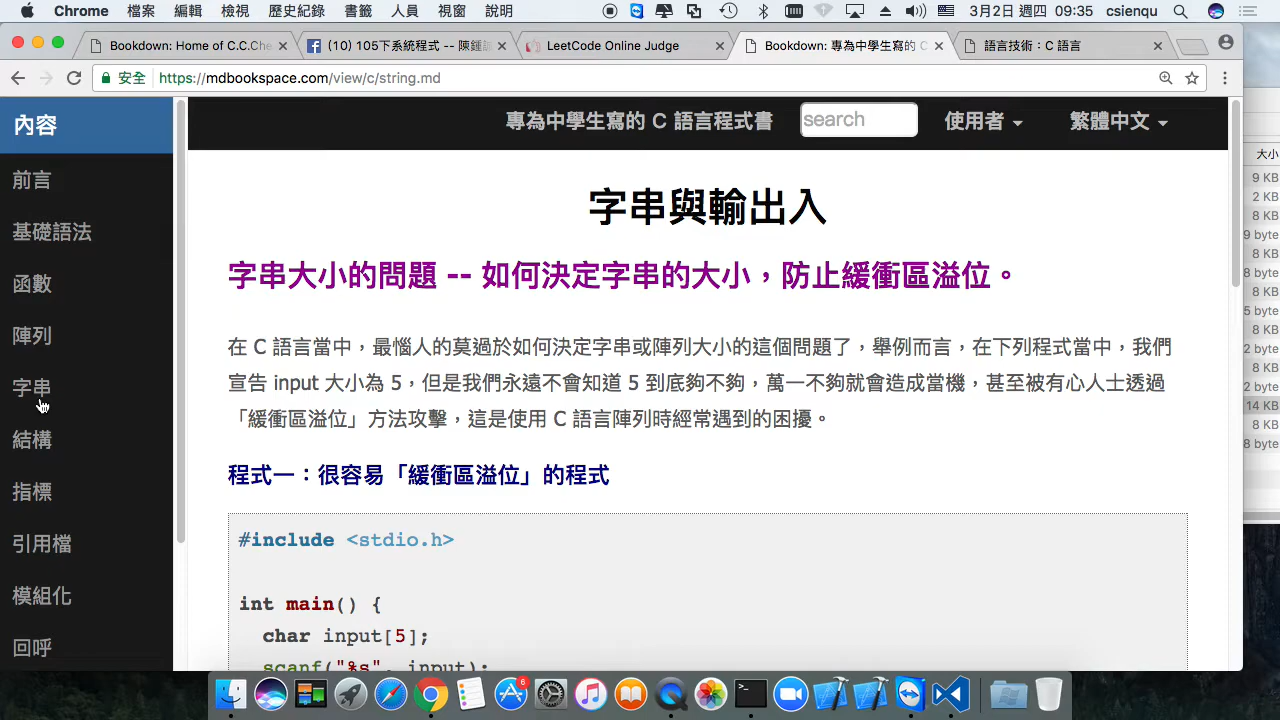 Chrome 檔案 編輯 檢視 歷史紀錄 書籤 人員 視窗 說明 3月2日 週四 09:35 csienqu
Bookdown: Home of C.C.Che
(10) 105下系統程式 -- 陳鍾
LeetCode Online Judge
Bookdown: 專為中學生寫的 C
語言技術：C 語言
安全 https://mdbookspace.com/view/c/string.md
內容
前言
基礎語法
函數
陣列
字串
結構
指標
引用檔
模組化
回呼
專為中學生寫的 C 語言程式書 search 使用者 繁體中文
字串與輸出入
字串大小的問題 -- 如何決定字串的大小，防止緩衝區溢位。
在 C 語言當中，最惱人的莫過於如何決定字串或陣列大小的這個問題了，舉例而言，在下列程式當中，我們
宣告 input 大小為 5，但是我們永遠不會知道 5 到底夠不夠，萬一不夠就會造成當機，甚至被有心人士透過
「緩衝區溢位」方法攻擊，這是使用 C 語言陣列時經常遇到的困擾。
程式一：很容易「緩衝區溢位」的程式
#include <stdio.h>
int main() {
char input[5];
scanf("%s", input);
大小
9 KB
2 KB
8 KB
9 byte
8 KB
8 byte
8 KB
5 byte
8 KB
2 byte
8 KB
2 byte
14 KB
8 KB
8 byte
6